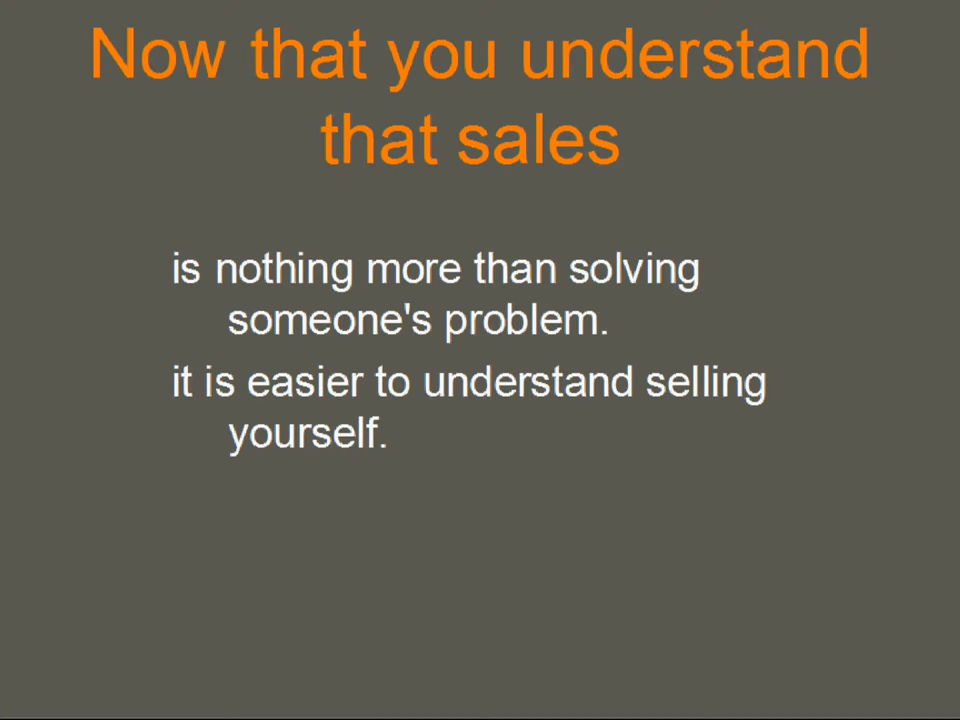 Now that you understand
that sales
is nothing more than solving
someone's problem.
it is easier to understand selling
yourself.